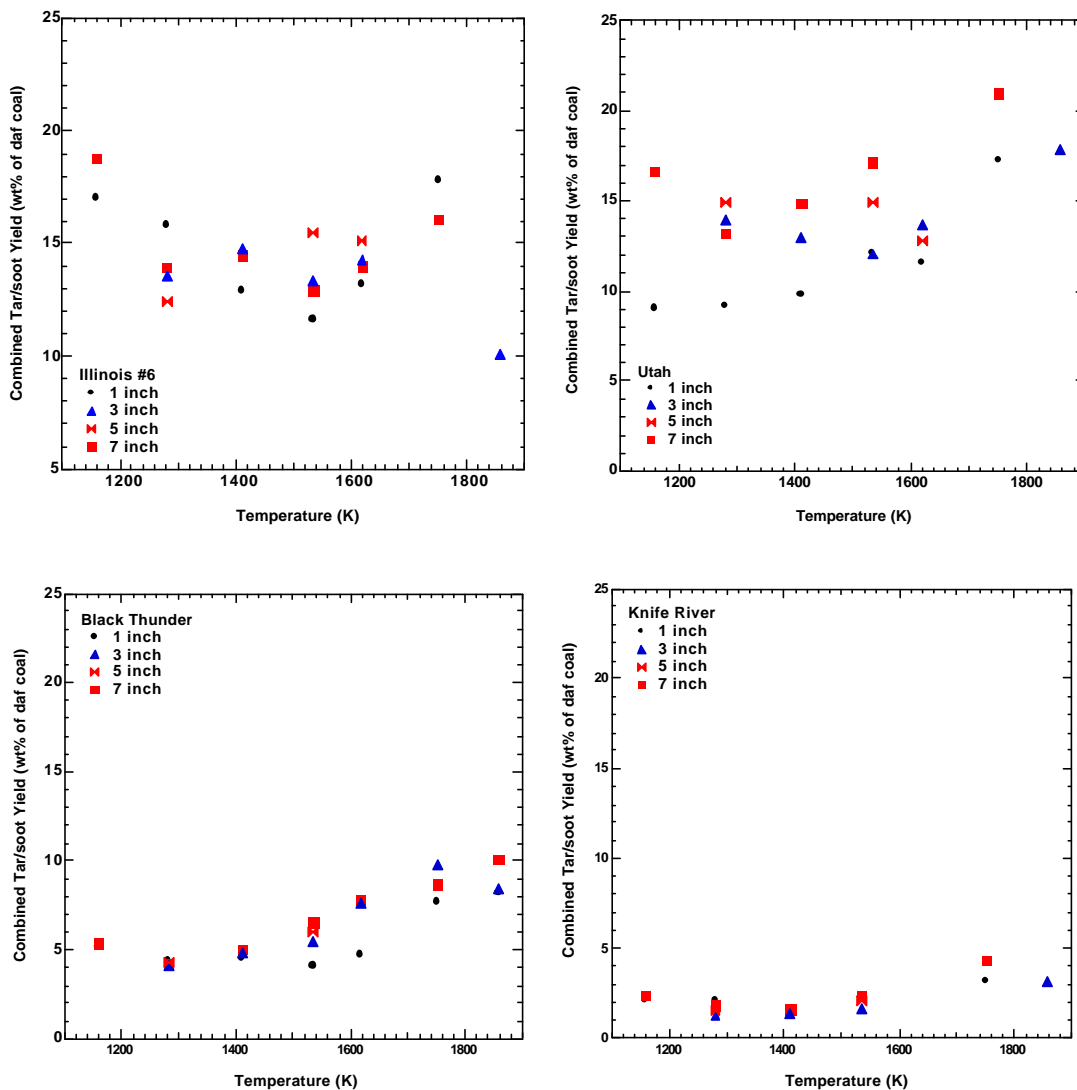 25
20
15
10
5
Combined Tar/soot Yield (wt% of daf coal)
Illinois #6
1 inch
3 inch
5 inch
7 inch
1200 1400 1600 1800
Temperature (K)
25
20
15
10
5
0
Combined Tar/soot Yield (wt% of daf coal)
Utah
1 inch
3 inch
5 inch
7 inch
1200 1400 1600 1800
Temperature (K)
25
20
15
10
5
0
Combined Tar/soot Yield (wt% of daf coal)
Black Thunder
1 inch
3 inch
5 inch
7 inch
1200 1400 1600 1800
Temperature (K)
25
20
15
10
5
0
Combined Tar/soot Yield (wt% of daf coal)
Knife River
1 inch
3 inch
5 inch
7 inch
1200 1400 1600 1800
Temperature (K)